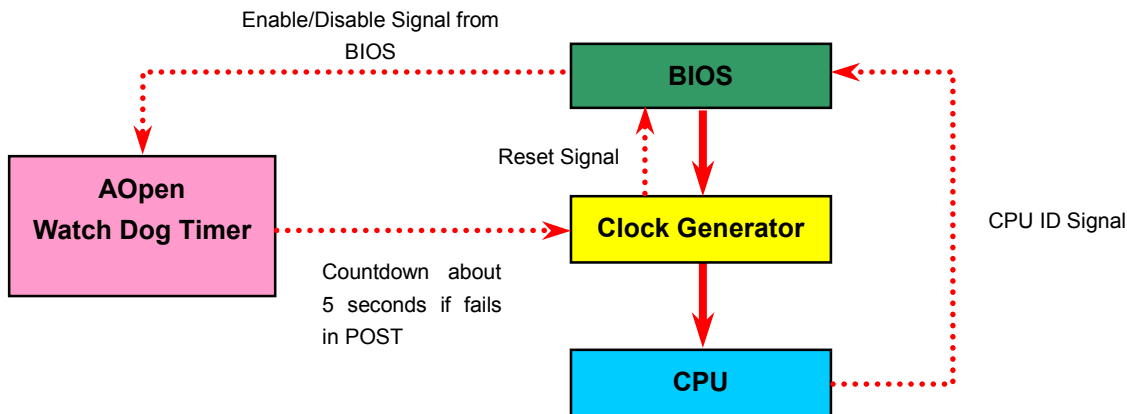 Enable/Disable Signal from
BIOS
BIOS
Reset Signal
AOpen
Watch Dog Timer
Clock Generator
CPU ID Signal
Countdown about
5 seconds if fails
in POST
CPU